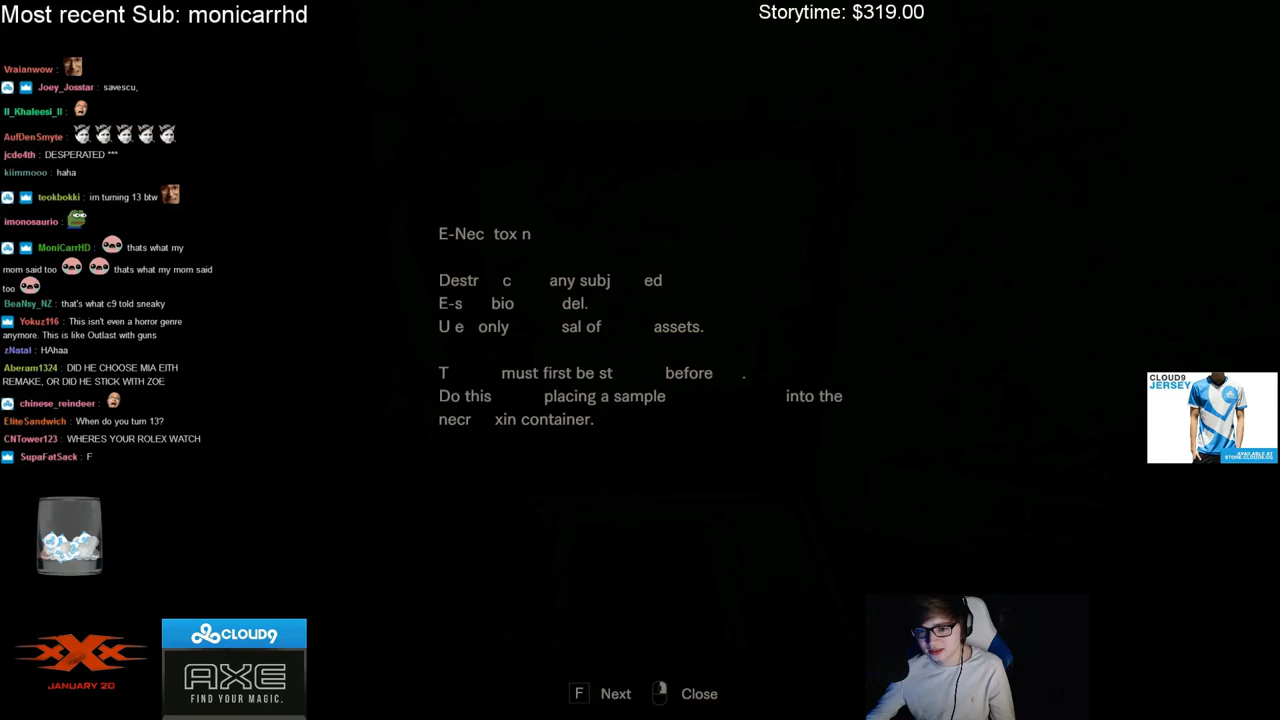 Most recent Sub: monicarrhd
Storytime: $319.00
Vraianwow :
Joey_Josstar : savescu,
II_Khaleesi_II :
AufDenSmyte :
jcde4th : DESPERATED ***
kiimmooo : haha
teokbokki : im turning 13 btw
imonosaurio :
MoniCarrHD : thats what my
mom said too thats what my mom said
too
BeaNsy_NZ : that's what c9 told sneaky
Yokuz116 : This isn't even a horror genre
anymore. This is like Outlast with guns
zNatal : HAhaa
Aberam1324 : DID HE CHOOSE MIA EITH
REMAKE, OR DID HE STICK WITH ZOE
chinese_reindeer :
EliteSandwich : When do you turn 13?
CNTower123 : WHERES YOUR ROLEX WATCH
SupaFatSack : F
E-Nec tox n
Destr c any subj ed
E-s bio del.
U e only sal of assets.
T must first be st before .
Do this placing a sample into the
necr xin container.
CLOUD9
JERSEY
AVAILABLE AT
STORE.CLOUD9.GG
xXx
JANUARY 20
CLOUD9
AXE
FIND YOUR MAGIC.
F Next Close